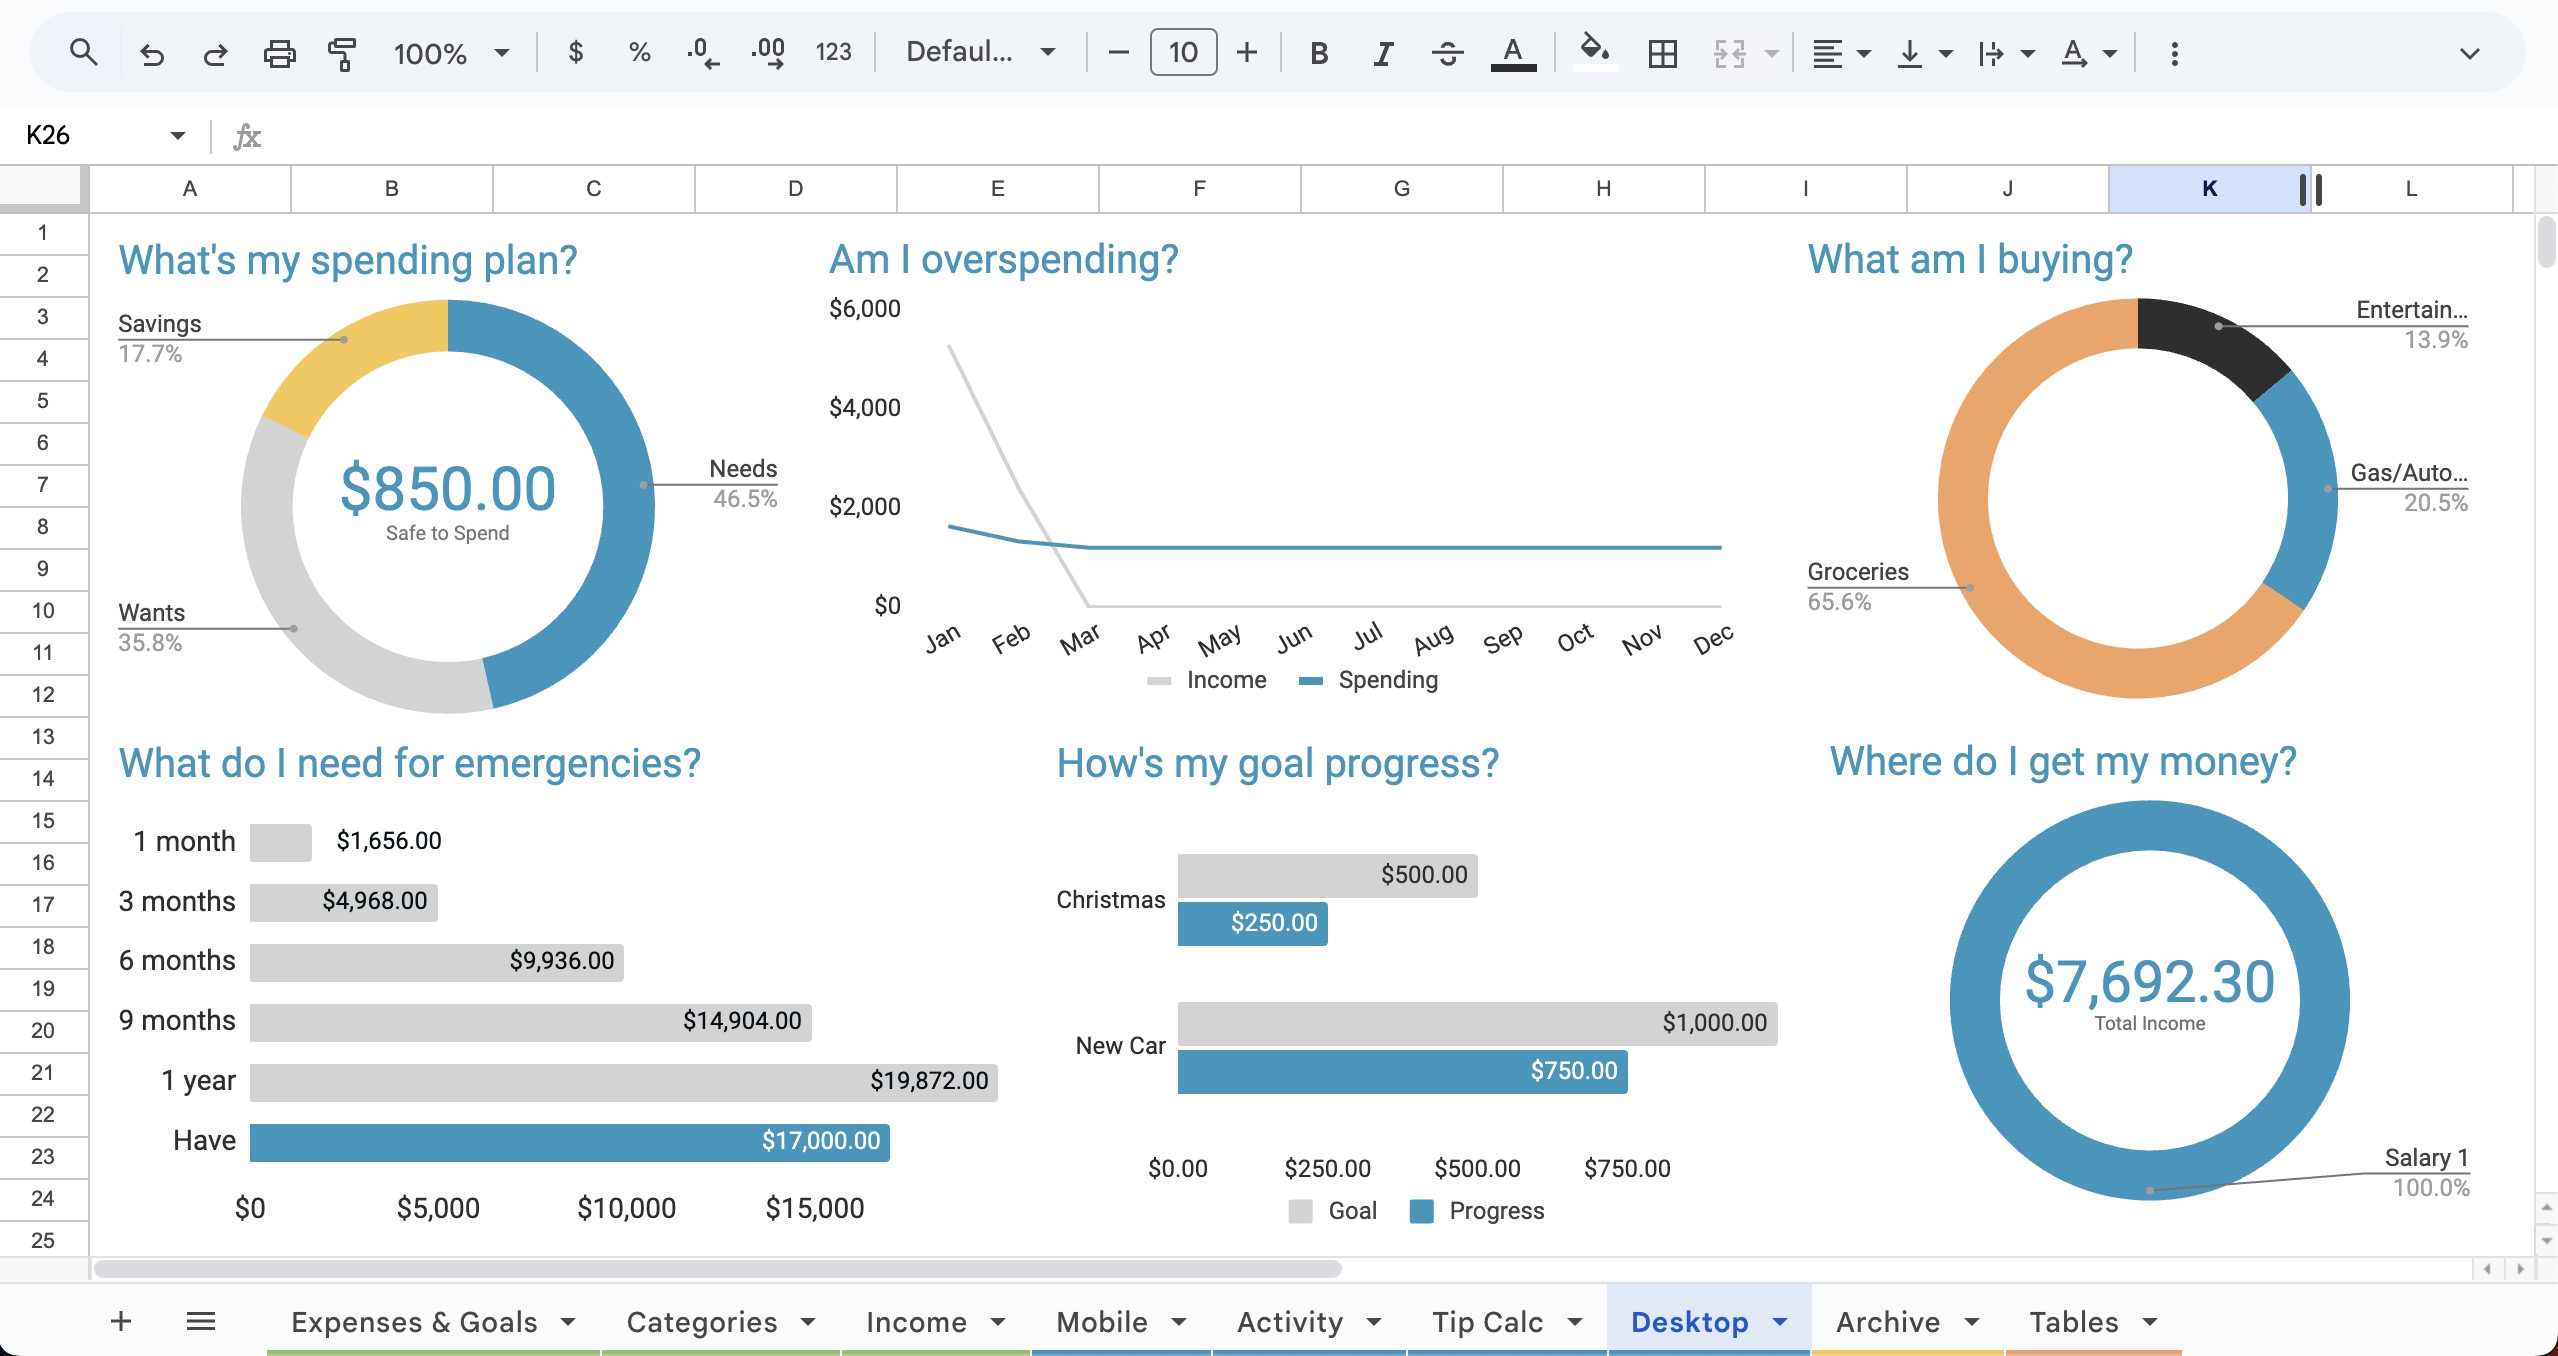 100%
$
%
.0
.00
123
Defaul...
10
B
I
A
A
K26
fx
A B C D E F G H I J K L
1
2
3
4
5
6
7
8
9
10
11
12
13
14
15
16
17
18
19
20
21
22
23
24
25
What's my spending plan?
Savings
17.7%
Needs
46.5%
Wants
35.8%
$850.00
Safe to Spend
Am I overspending?
$6,000
$4,000
$2,000
$0
Jan Feb Mar Apr May Jun Jul Aug Sep Oct Nov Dec
Income Spending
What am I buying?
Entertain...
13.9%
Gas/Auto...
20.5%
Groceries
65.6%
What do I need for emergencies?
1 month $1,656.00
3 months $4,968.00
6 months $9,936.00
9 months $14,904.00
1 year $19,872.00
Have $17,000.00
$0 $5,000 $10,000 $15,000
How's my goal progress?
Christmas
$500.00
$250.00
New Car
$1,000.00
$750.00
$0.00 $250.00 $500.00 $750.00
Goal Progress
Where do I get my money?
$7,692.30
Total Income
Salary 1
100.0%
Expenses & Goals Categories Income Mobile Activity Tip Calc Desktop Archive Tables